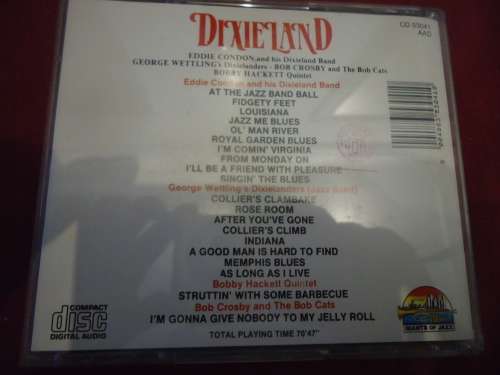 DIXIELAND
CD 53041
AAD
EDDIE CONDON and his Dixieland Band
GEORGE WETTLING's Dixielanders - BOB CROSBY and The Bob Cats
BOBBY HACKETT Quintet
Eddie Condon and his Dixieland Band
AT THE JAZZ BAND BALL
FIDGETY FEET
LOUISIANA
JAZZ ME BLUES
OL' MAN RIVER
ROYAL GARDEN BLUES
I'M COMIN' VIRGINIA
FROM MONDAY ON
I'LL BE A FRIEND WITH PLEASURE
SINGIN' THE BLUES
George Wettling's Dixielanders (Jazz Band)
COLLIER'S CLAMBAKE
ROSE ROOM
AFTER YOU'VE GONE
COLLIER'S CLIMB
INDIANA
A GOOD MAN IS HARD TO FIND
MEMPHIS BLUES
AS LONG AS I LIVE
Bobby Hackett Quintet
STRUTTIN' WITH SOME BARBECUE
Bob Crosby and The Bob Cats
I'M GONNA GIVE NOBODY TO MY JELLY ROLL
TOTAL PLAYING TIME 70'47"
COMPACT
disc
DIGITAL AUDIO
GIANTS OF JAZZ